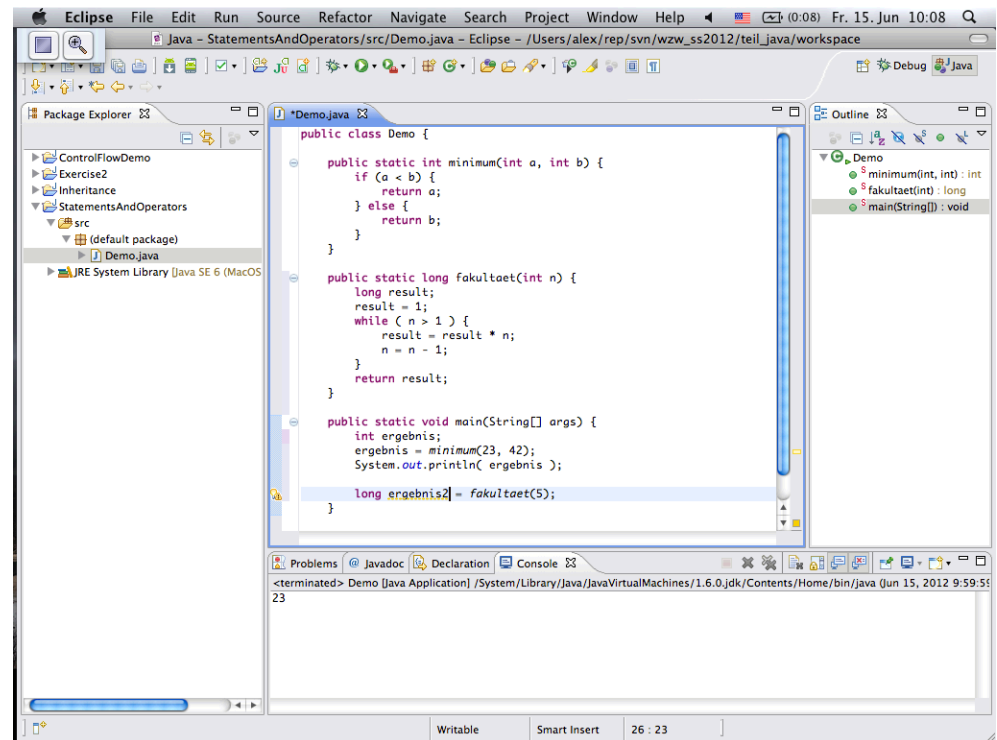 Eclipse File Edit Run Source Refactor Navigate Search Project Window Help (0:08) Fr. 15. Jun 10:08
Java – StatementsAndOperators/src/Demo.java – Eclipse – /Users/alex/rep/svn/wzw_ss2012/teil_java/workspace
Debug Java
Package Explorer
ControlFlowDemo
Exercise2
Inheritance
StatementsAndOperators
src
(default package)
Demo.java
JRE System Library [Java SE 6 (MacOS
*Demo.java
public class Demo {
public static int minimum(int a, int b) {
if (a < b) {
return a;
} else {
return b;
}
}
public static long fakultaet(int n) {
long result;
result = 1;
while ( n > 1 ) {
result = result * n;
n = n - 1;
}
return result;
}
public static void main(String[] args) {
int ergebnis;
ergebnis = minimum(23, 42);
System.out.println( ergebnis );
long ergebnis2 = fakultaet(5);
}
Outline
Demo
minimum(int, int) : int
fakultaet(int) : long
main(String[]) : void
Problems Javadoc Declaration Console
<terminated> Demo [Java Application] /System/Library/Java/JavaVirtualMachines/1.6.0.jdk/Contents/Home/bin/java (Jun 15, 2012 9:59:59
23
Writable Smart Insert 26 : 23